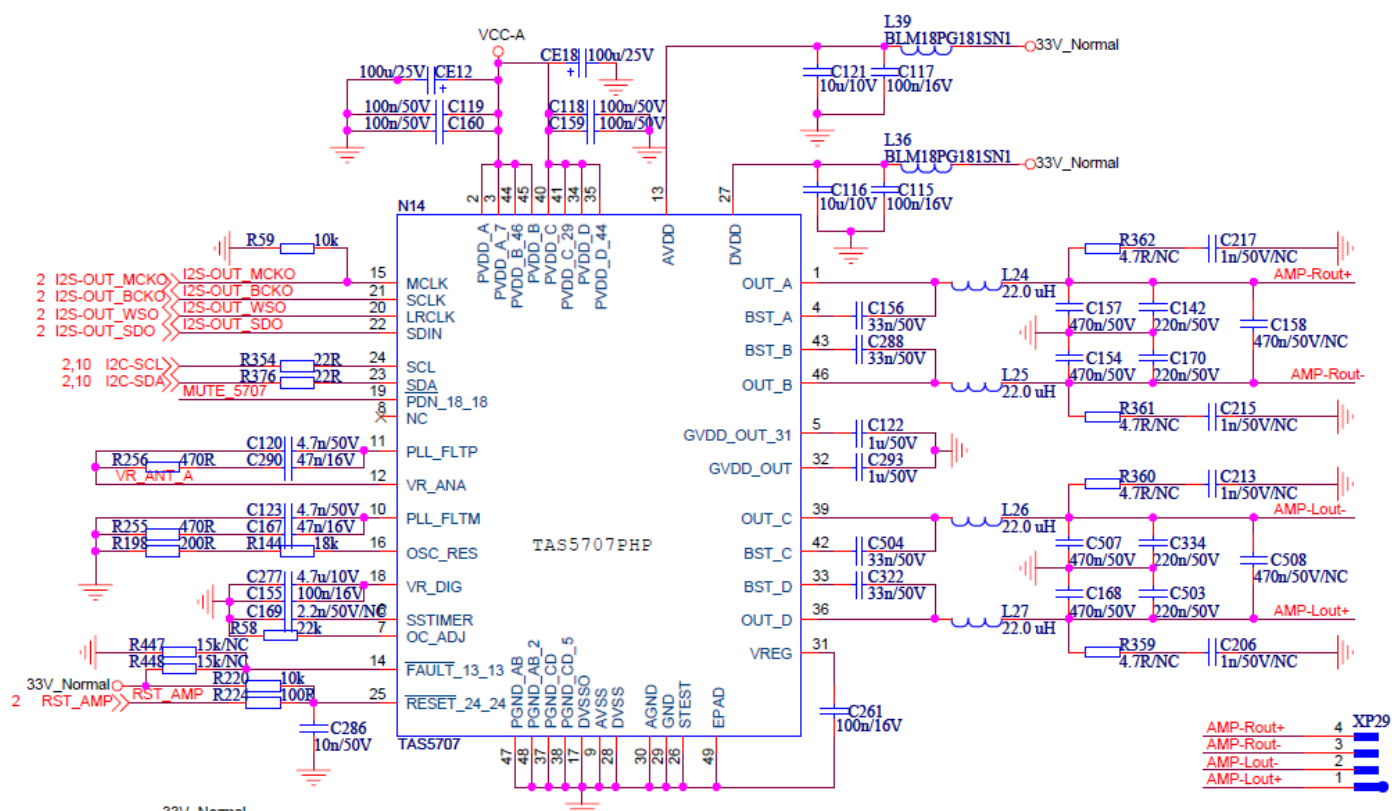 VCC-A
L39
BLM18PG181SN1
33V_Normal
CE18 100u/25V
100u/25V CE12
C121
10u/10V
C117
100n/16V
100n/50V C119
100n/50V C160
C118 100n/50V
C159 100n/50V
L36
BLM18PG181SN1
33V_Normal
C116
10u/10V
C115
100n/16V
2 3 44 45 40 41 34 35 13 27
N14
PVDD_A PVDD_A_7 PVDD_B_46 PVDD_B PVDD_C PVDD_C_29 PVDD_D PVDD_D_44 AVDD DVDD
R59 10k
2 I2S-OUT_MCKO I2S-OUT_MCKO 15 MCLK
2 I2S-OUT_BCKO I2S-OUT_BCKO 21 SCLK
2 I2S-OUT_WSO I2S-OUT_WSO 20 LRCLK
2 I2S-OUT_SDO I2S-OUT_SDO 22 SDIN
2,10 I2C-SCL R354 22R 24 SCL
2,10 I2C-SDA R376 22R 23 SDA
MUTE_5707 19 PDN_18_18
8 NC
C120 4.7n/50V 11 PLL_FLTP
R256 470R C290 47n/16V
VR_ANT_A 12 VR_ANA
C123 4.7n/50V 10 PLL_FLTM
R255 470R C167 47n/16V
R198 200R R144 18k 16 OSC_RES
C277 4.7u/10V 18 VR_DIG
C155 100n/16V
C169 2.2n/50V/NC 6 SSTIMER
R58 22k 7 OC_ADJ
R447 15k/NC
R448 15k/NC 14 FAULT_13_13
33V_Normal R220 10k
2 RST_AMP RST_AMP R224 100R 25 RESET_24_24
C286
10n/50V
TAS5707PHP
TAS5707
OUT_A 1
BST_A 4
BST_B 43
OUT_B 46
GVDD_OUT_31 5
GVDD_OUT 32
OUT_C 39
BST_C 42
BST_D 33
OUT_D 36
VREG 31
PGND_AB PGND_AB_2 PGND_CD PGND_CD_5 DVSSO AVSS DVSS AGND GND STEST EPAD
47 48 37 38 17 9 28 30 29 26 49
C156
33n/50V
C288
33n/50V
C122
1u/50V
C293
1u/50V
C504
33n/50V
C322
33n/50V
C261
100n/16V
L24
22.0 uH
L25
22.0 uH
L26
22.0 uH
L27
22.0 uH
R362
4.7R/NC
C217
1n/50V/NC
AMP-Rout+
C157
470n/50V
C142
220n/50V
C158
470n/50V/NC
C154
470n/50V
C170
220n/50V
AMP-Rout-
R361
4.7R/NC
C215
1n/50V/NC
R360
4.7R/NC
C213
1n/50V/NC
AMP-Lout-
C507
470n/50V
C334
220n/50V
C508
470n/50V/NC
C168
470n/50V
C503
220n/50V
AMP-Lout+
R359
4.7R/NC
C206
1n/50V/NC
XP29
AMP-Rout+ 4
AMP-Rout- 3
AMP-Lout- 2
AMP-Lout+ 1
33V_Normal